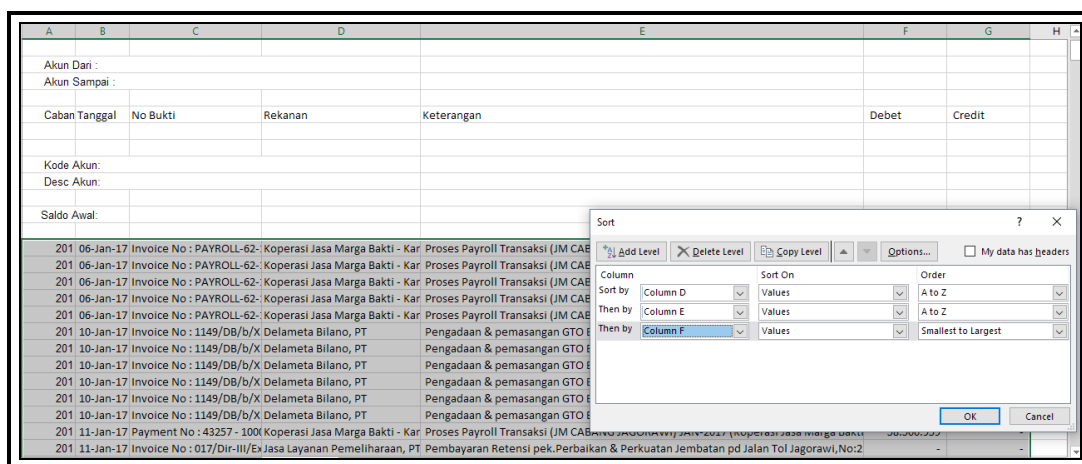 A B C D E F G H
Akun Dari :
Akun Sampai :
Caban Tanggal No Bukti Rekanan Keterangan Debet Credit
Kode Akun:
Desc Akun:
Saldo Awal:
201 06-Jan-17 Invoice No : PAYROLL-62- Koperasi Jasa Marga Bakti - Kar Proses Payroll Transaksi (JM CAB
201 06-Jan-17 Invoice No : PAYROLL-62- Koperasi Jasa Marga Bakti - Kar Proses Payroll Transaksi (JM CAB
201 06-Jan-17 Invoice No : PAYROLL-62- Koperasi Jasa Marga Bakti - Kar Proses Payroll Transaksi (JM CAB
201 06-Jan-17 Invoice No : PAYROLL-62- Koperasi Jasa Marga Bakti - Kar Proses Payroll Transaksi (JM CAB
201 06-Jan-17 Invoice No : PAYROLL-62- Koperasi Jasa Marga Bakti - Kar Proses Payroll Transaksi (JM CAB
201 10-Jan-17 Invoice No : 1149/DB/b/X Delameta Bilano, PT Pengadaan & pemasangan GTO
201 10-Jan-17 Invoice No : 1149/DB/b/X Delameta Bilano, PT Pengadaan & pemasangan GTO
201 10-Jan-17 Invoice No : 1149/DB/b/X Delameta Bilano, PT Pengadaan & pemasangan GTO
201 10-Jan-17 Invoice No : 1149/DB/b/X Delameta Bilano, PT Pengadaan & pemasangan GTO
201 10-Jan-17 Invoice No : 1149/DB/b/X Delameta Bilano, PT Pengadaan & pemasangan GTO
201 10-Jan-17 Invoice No : 1149/DB/b/X Delameta Bilano, PT Pengadaan & pemasangan GTO
201 11-Jan-17 Payment No : 43257 - 100 Koperasi Jasa Marga Bakti - Kar Proses Payroll Transaksi (JM CABANG JAGORAWI) JAN-2017 (Koperasi Jasa Marga Bakti -
201 11-Jan-17 Invoice No : 017/Dir-III/Ex Jasa Layanan Pemeliharaan, PT Pembayaran Retensi pek.Perbaikan & Perkuatan Jembatan pd Jalan Tol Jagorawi,No:2 - -
Sort ? ×
Add Level Delete Level Copy Level Options... My data has headers
Column Sort On Order
Sort by Column D Values A to Z
Then by Column E Values A to Z
Then by Column F Values Smallest to Largest
OK Cancel